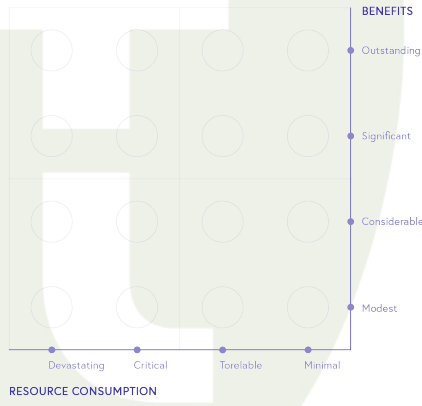 BENEFITS
Outstanding
Significant
Considerable
Modest
Devastating Critical Torelable Minimal
RESOURCE CONSUMPTION